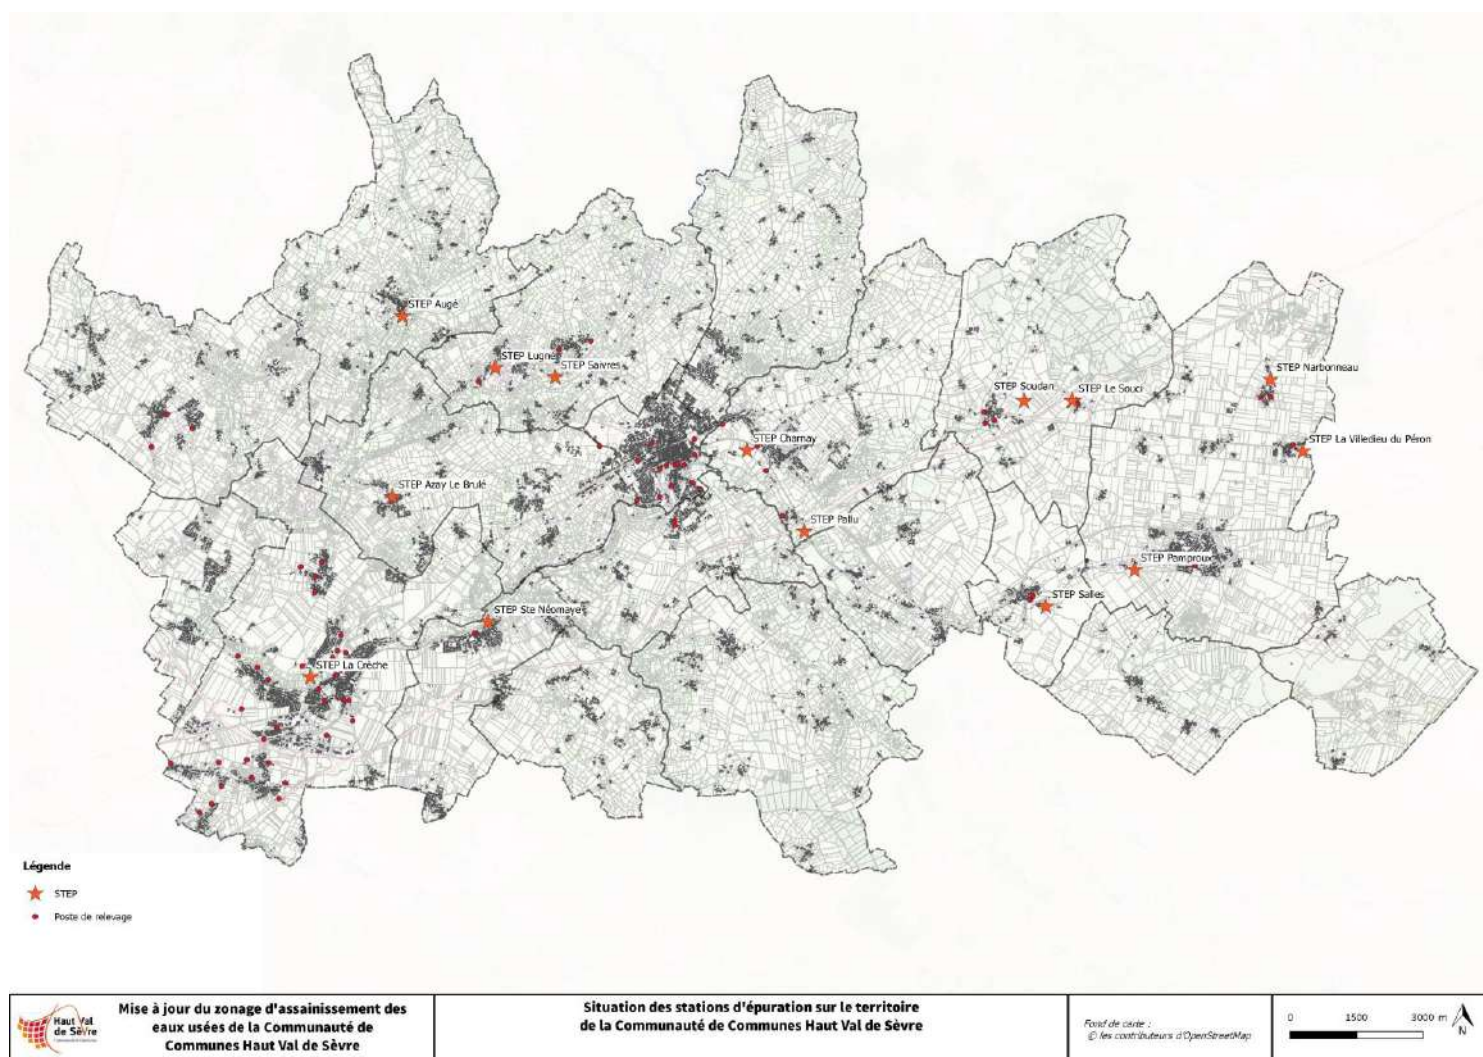 STEP Augé
STEP Lugné
STEP Saivres
STEP Narbonneau
STEP Soudan
STEP Le Souci
STEP Charnay
STEP La Villedieu du Péron
STEP Azay Le Brulé
STEP Pallu
STEP Pamproux
STEP Salles
STEP Ste Néomaye
STEP La Crèche
Légende
STEP
Poste de relevage
Haut Val
de Sèvre
Mise à jour du zonage d'assainissement des
eaux usées de la Communauté de
Communes Haut Val de Sèvre
Situation des stations d'épuration sur le territoire
de la Communauté de Communes Haut Val de Sèvre
Fond de carte :
© les contributeurs d'OpenStreetMap
0 1500 3000 m
N